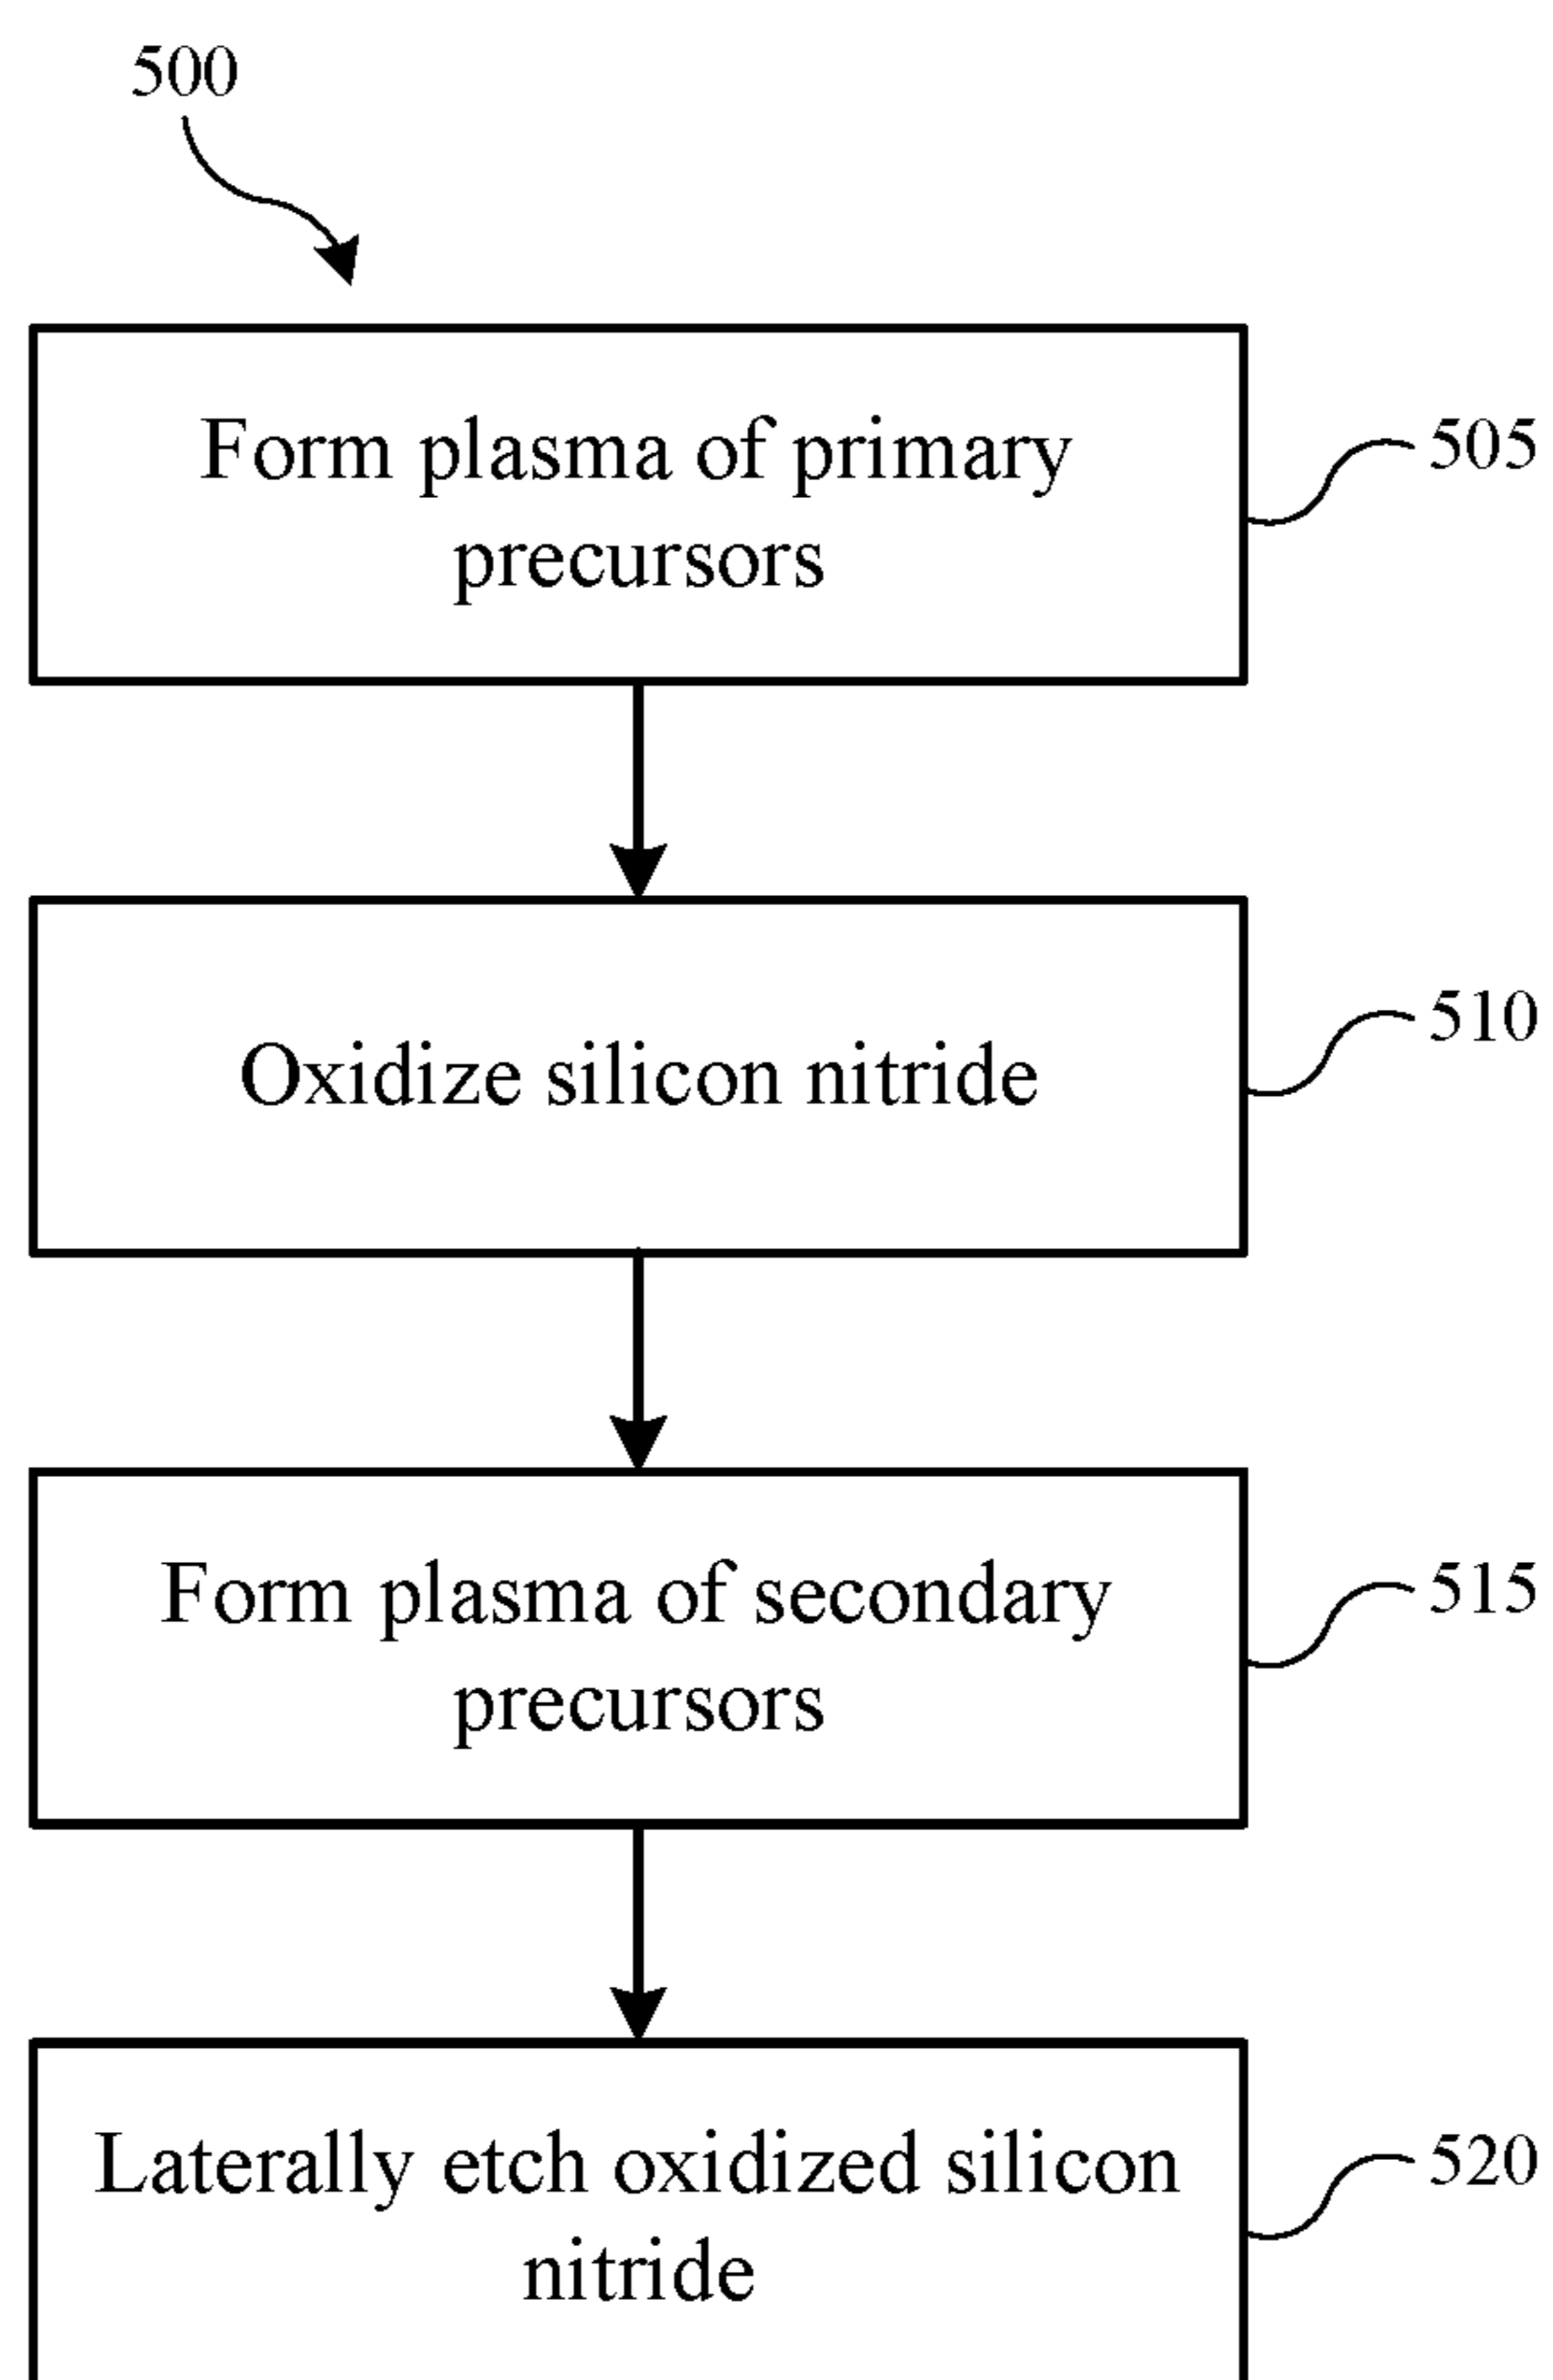 500
Form plasma of primary
precursors
505
Oxidize silicon nitride
510
Form plasma of secondary
precursors
515
Laterally etch oxidized silicon
nitride
520